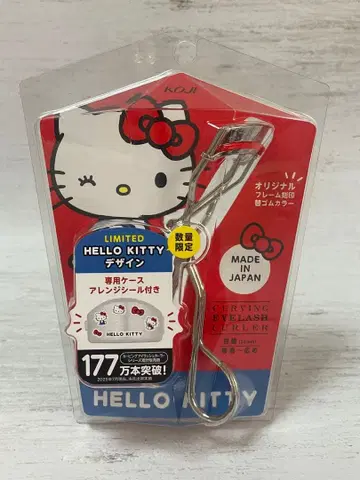 KOJI
オリジナル
フレーム刻印
替ゴムカラー
数量
限定
LIMITED
HELLO KITTY
デザイン
専用ケース
アレンジシール付き
HELLO KITTY
MADE IN
JAPAN
CURVING
EYELASH
CURLER
177
万本突破!
HELLO KITTY